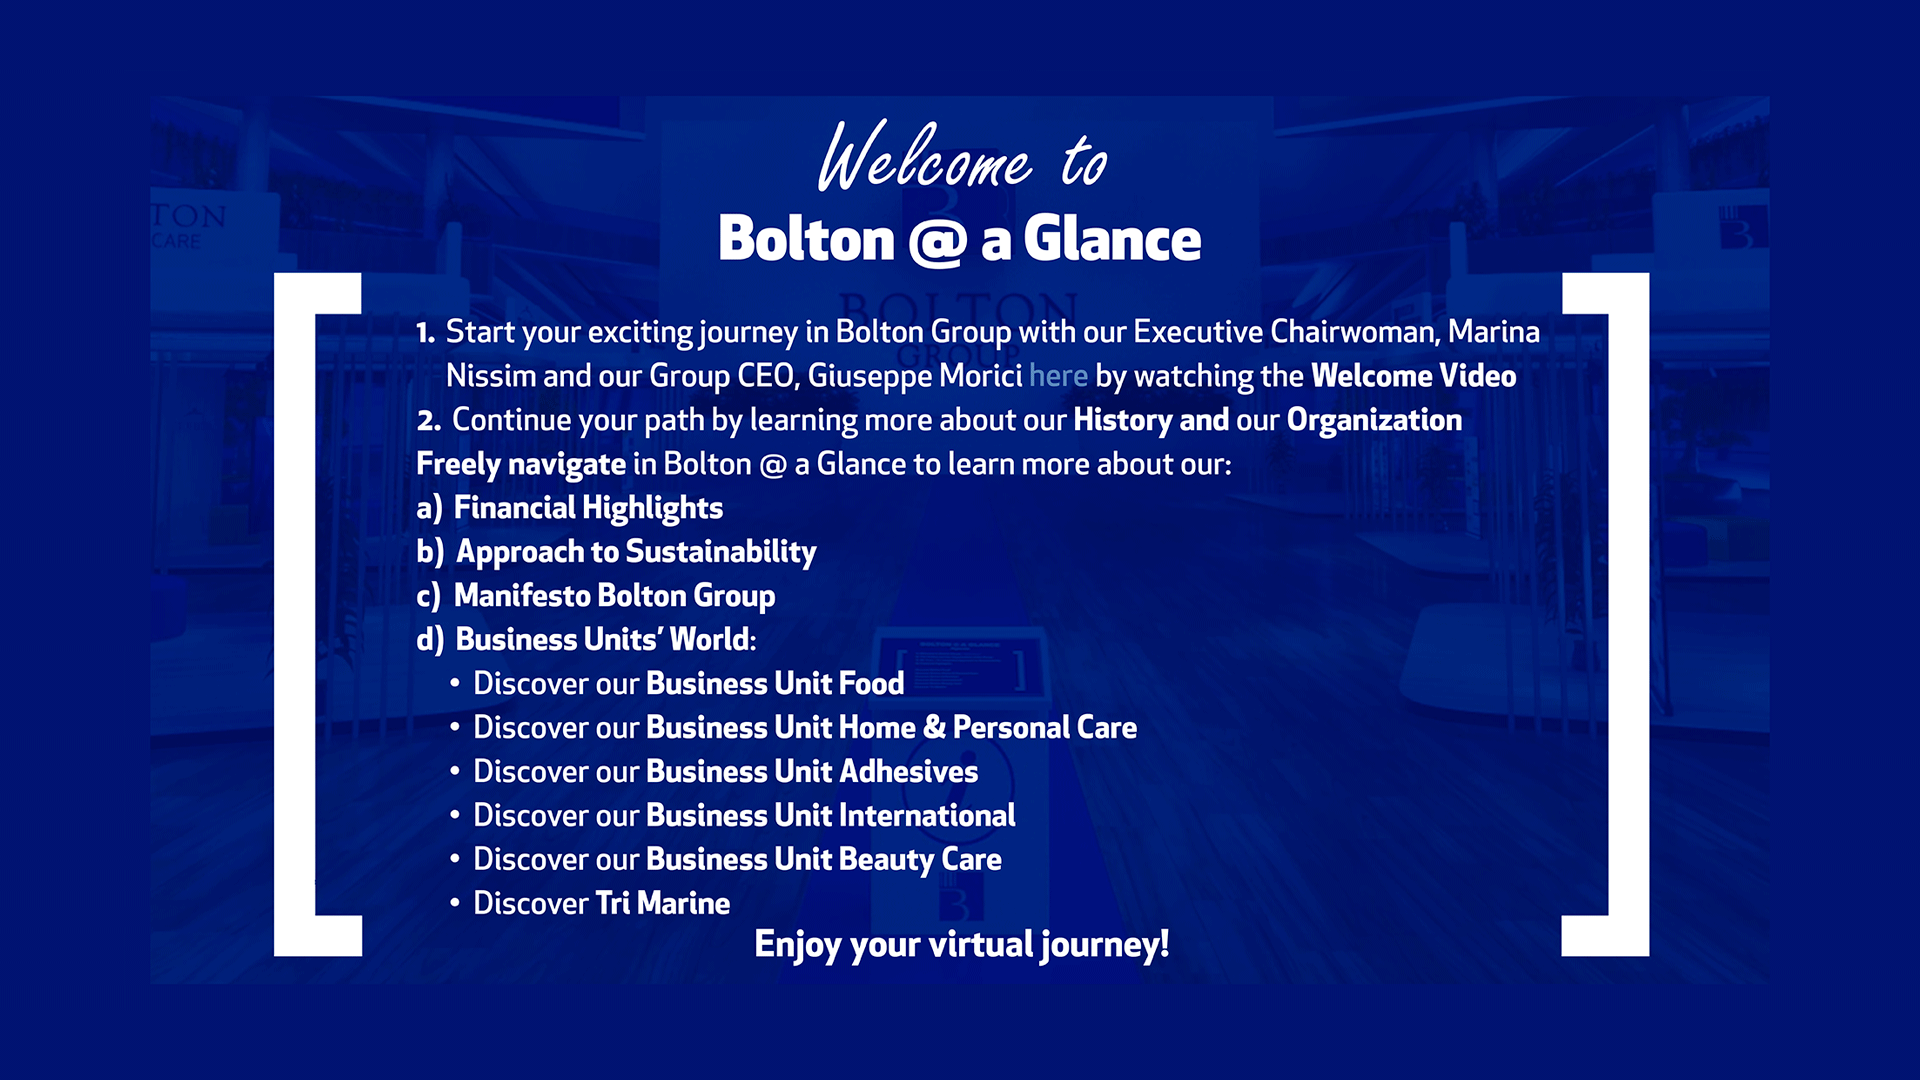 Welcome to
Bolton @ a Glance
TON
CARE
BOLTON
GROUP
1. Start your exciting journey in Bolton Group with our Executive Chairwoman, Marina
Nissim and our Group CEO, Giuseppe Morici here by watching the Welcome Video
2. Continue your path by learning more about our History and our Organization
Freely navigate in Bolton @ a Glance to learn more about our:
a) Financial Highlights
b) Approach to Sustainability
c) Manifesto Bolton Group
d) Business Units’ World:
• Discover our Business Unit Food
• Discover our Business Unit Home & Personal Care
• Discover our Business Unit Adhesives
• Discover our Business Unit International
• Discover our Business Unit Beauty Care
• Discover Tri Marine
Enjoy your virtual journey!